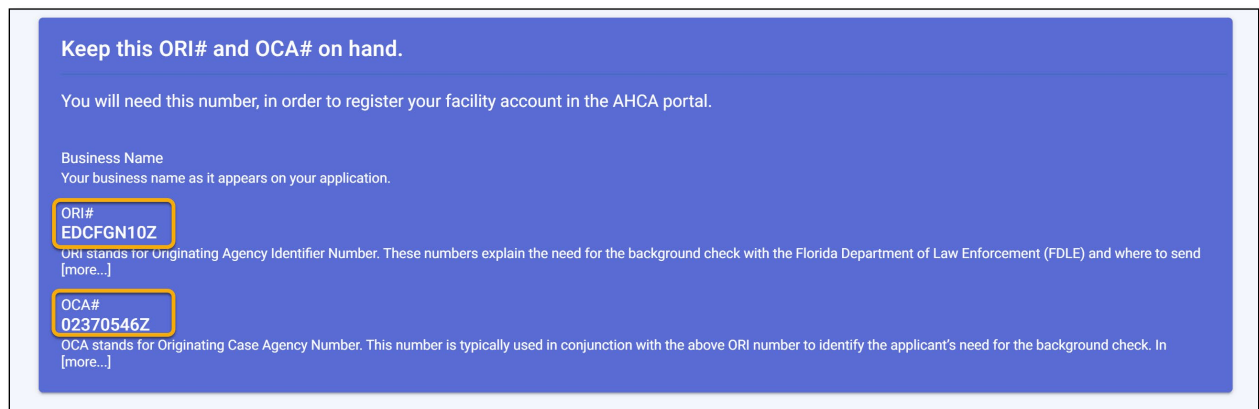 Keep this ORI# and OCA# on hand.
You will need this number, in order to register your facility account in the AHCA portal.
Business Name
Your business name as it appears on your application.
ORI#
EDCFGN10Z
ORI stands for Originating Agency Identifier Number. These numbers explain the need for the background check with the Florida Department of Law Enforcement (FDLE) and where to send
[more...]
OCA#
02370546Z
OCA stands for Originating Case Agency Number. This number is typically used in conjunction with the above ORI number to identify the applicant's need for the background check. In
[more...]